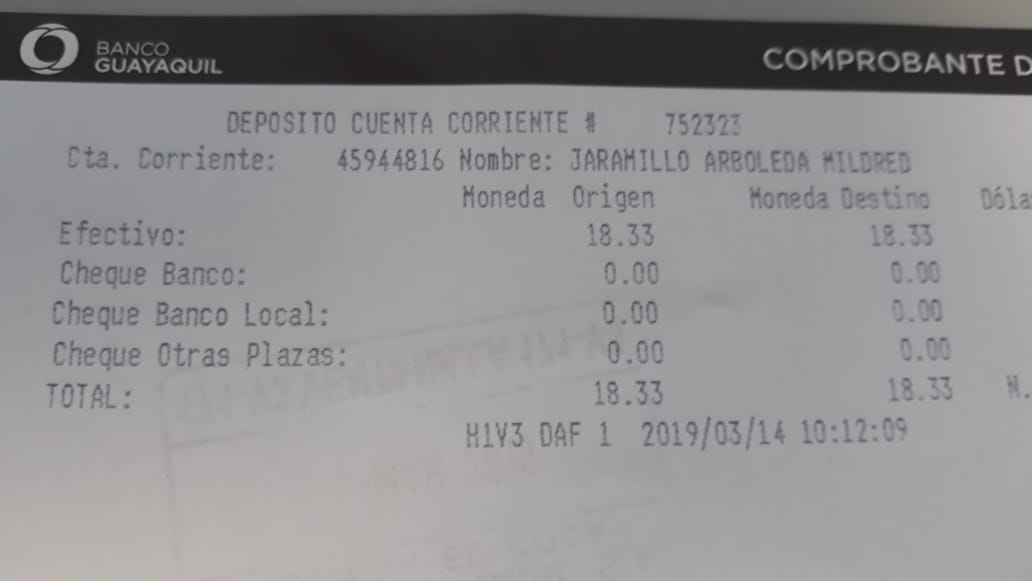 BANCO
GUAYAQUIL
COMPROBANTE D
DEPOSITO CUENTA CORRIENTE # 752323
Cta. Corriente: 45944816 Nombre: JARAMILLO ARBOLEDA MILDRED
Moneda Origen Moneda Destino Dóla
Efectivo: 18.33 18.33
Cheque Banco: 0.00 0.00
Cheque Banco Local: 0.00 0.00
Cheque Otras Plazas: 0.00 0.00
TOTAL: 18.33 18.33 N.
H1V3 DAF 1 2019/03/14 10:12:09